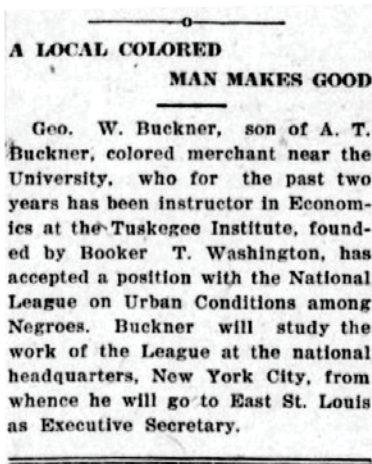 A LOCAL COLORED
MAN MAKES GOOD
Geo. W. Buckner, son of A. T.
Buckner, colored merchant near the
University, who for the past two
years has been instructor in Econom-
ics at the Tuskegee Institute, found-
ed by Booker T. Washington, has
accepted a position with the National
League on Urban Conditions among
Negroes. Buckner will study the
work of the League at the national
headquarters, New York City, from
whence he will go to East St. Louis
as Executive Secretary.